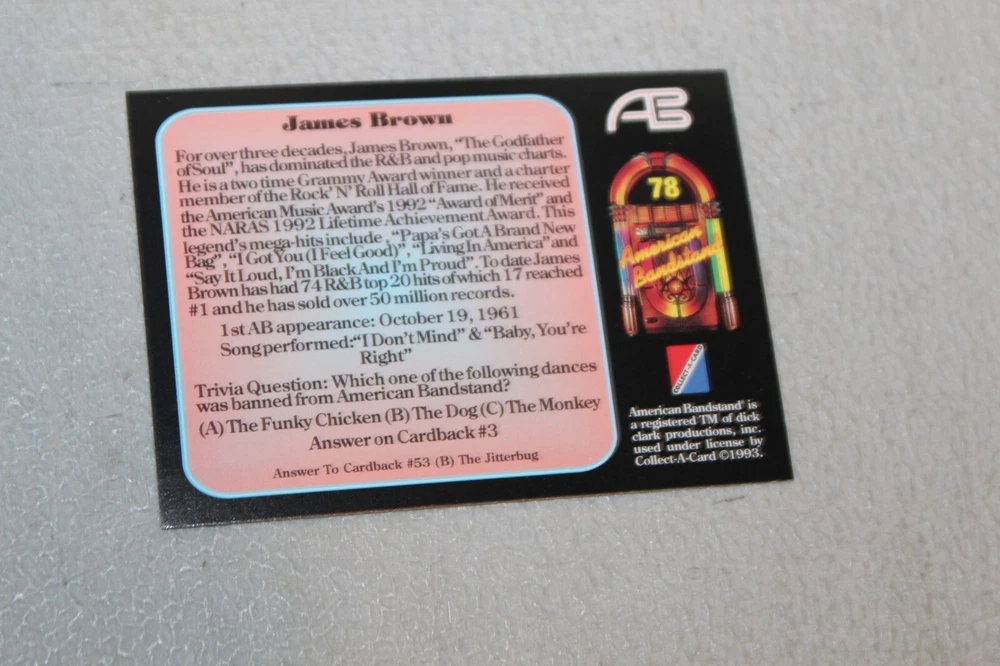 James Brown
For over three decades, James Brown, "The Godfather
of Soul", has dominated the R&B and pop music charts.
He is a two time Grammy Award winner and a charter
member of the Rock' N' Roll Hall of Fame. He received
the American Music Award's 1992 "Award of Merit" and
the NARAS 1992 Lifetime Achievement Award. This
legend's mega-hits include , "Papa's Got A Brand New
Bag", "I Got You (I Feel Good)", "Living In America" and
"Say It Loud, I'm Black And I'm Proud". To date James
Brown has had 74 R&B top 20 hits of which 17 reached
#1 and he has sold over 50 million records.
1st AB appearance: October 19, 1961
Song performed:"I Don't Mind" & "Baby, You're
Right"
Trivia Question: Which one of the following dances
was banned from American Bandstand?
(A) The Funky Chicken (B) The Dog (C) The Monkey
Answer on Cardback #3
Answer To Cardback #53 (B) The Jitterbug
AB
78
American
Bandstand
COLLECT-A-CARD
American Bandstand® is
a registered TM of dick
clark productions, inc.
used under license by
Collect-A-Card ©1993.